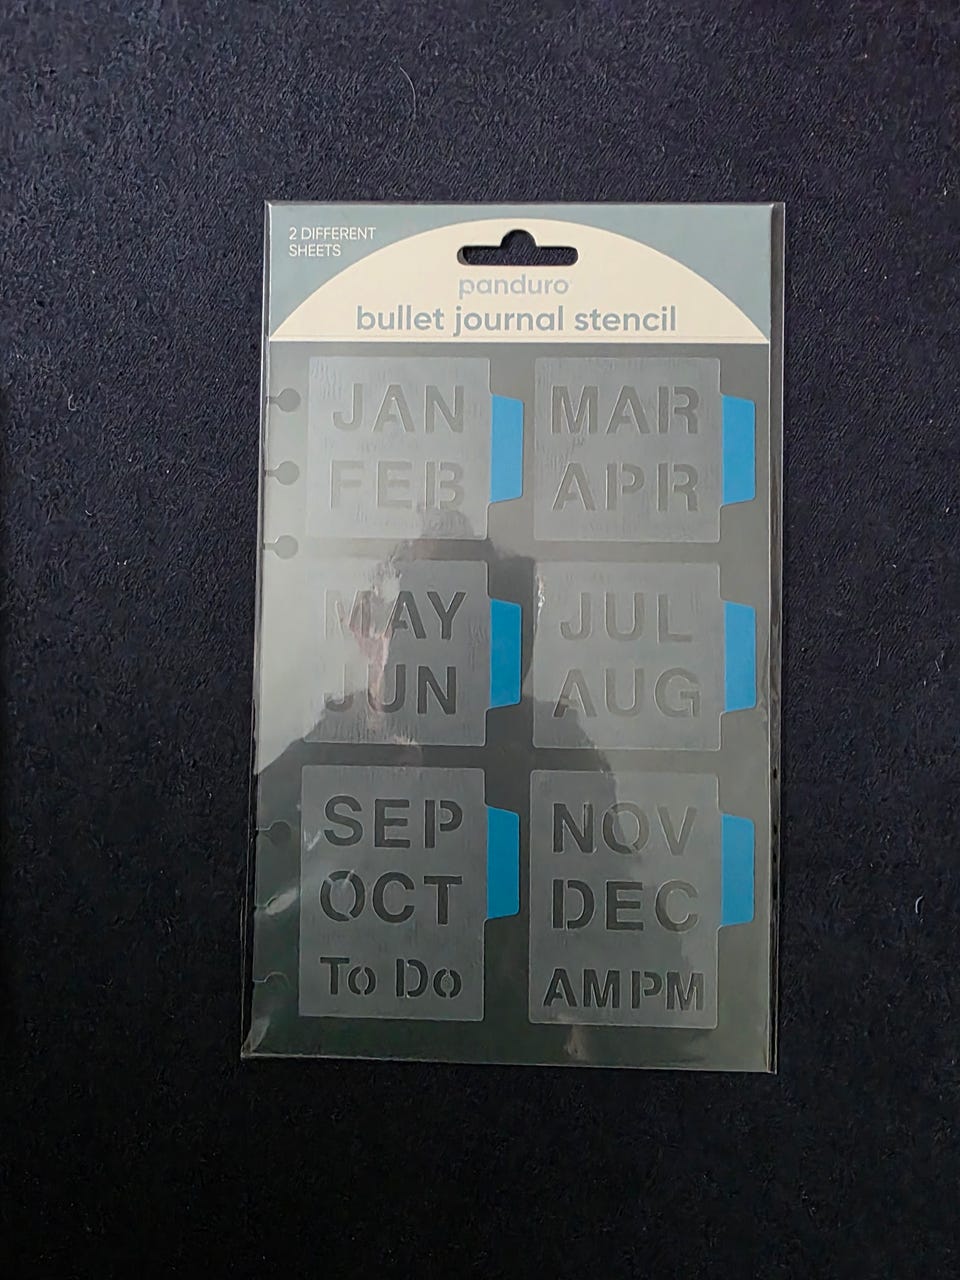 2 DIFFERENT
SHEETS
panduro
bullet journal stencil
JAN
FEB
MAR
APR
MAY
JUN
JUL
AUG
SEP
OCT
To Do
NOV
DEC
AMPM